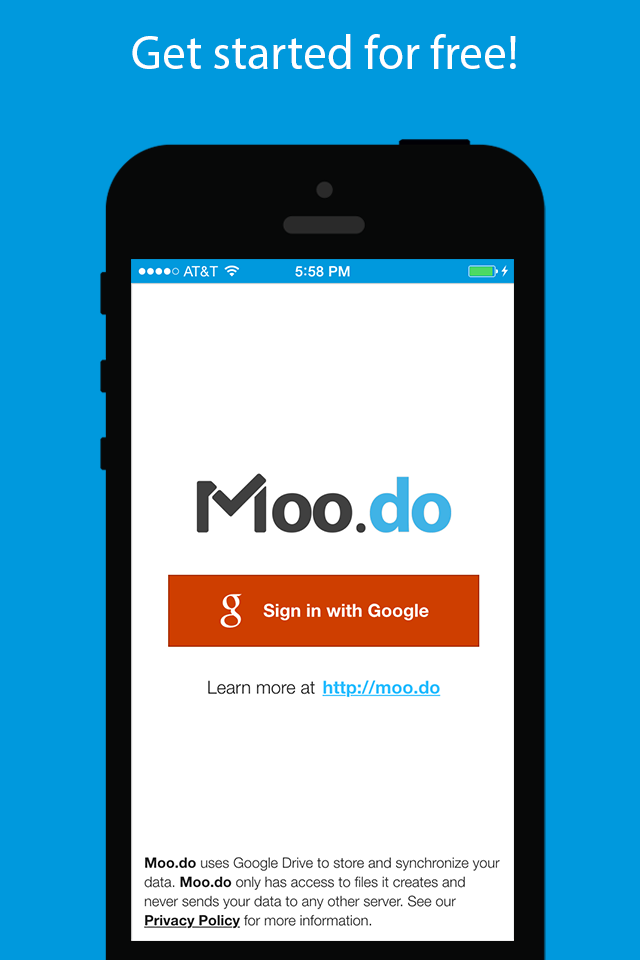 Get started for free!
AT&T 5:58 PM
Moo.do
g Sign in with Google
Learn more at http://moo.do
Moo.do uses Google Drive to store and synchronize your
data. Moo.do only has access to files it creates and
never sends your data to any other server. See our
Privacy Policy for more information.